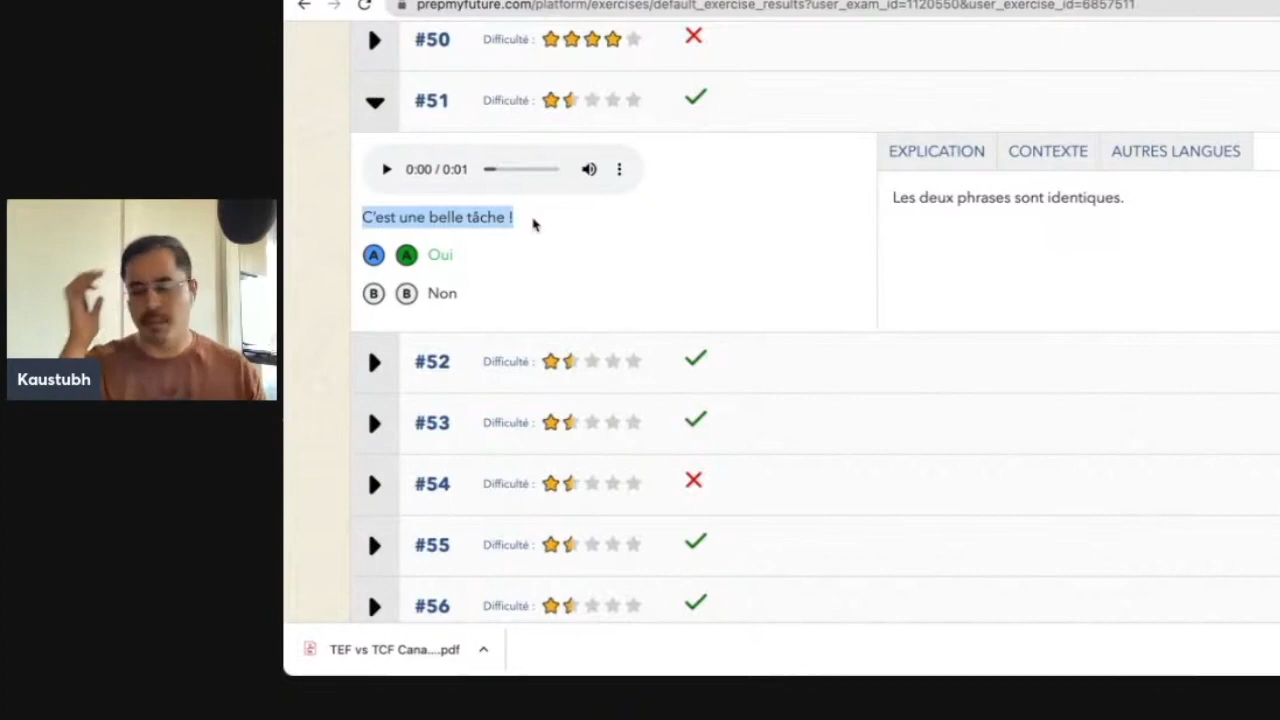 prepmyfuture.com/platform/exercises/default_exercise_results?user_exam_id=1120550&user_exercise_id=6857511
#50 Difficulté :
#51 Difficulté :
0:00 / 0:01
C'est une belle tâche !
A A Oui
B B Non
EXPLICATION CONTEXTE AUTRES LANGUES
Les deux phrases sont identiques.
#52 Difficulté :
#53 Difficulté :
#54 Difficulté :
#55 Difficulté :
#56 Difficulté :
TEF vs TCF Cana....pdf
Kaustubh